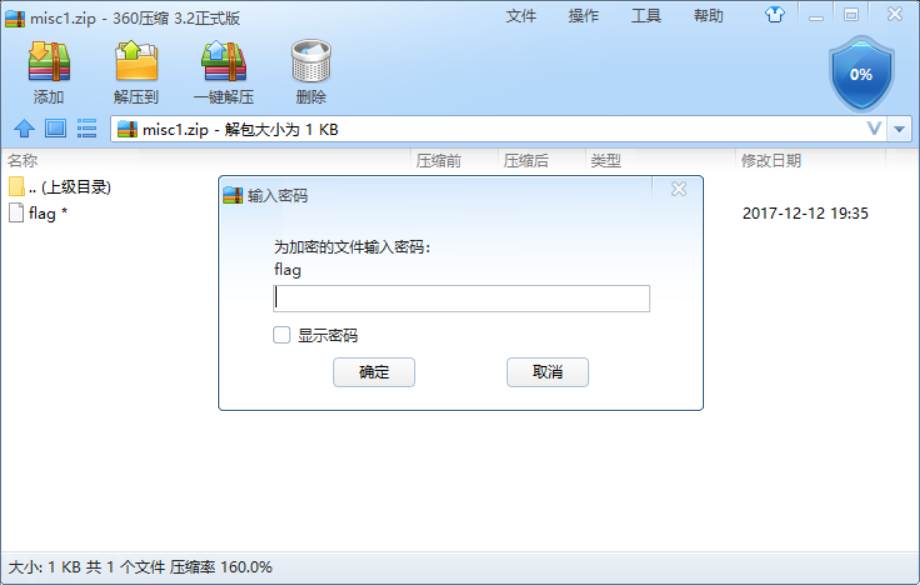 misc1.zip - 360压缩 3.2正式版
文件 操作 工具 帮助
添加 解压到 一键解压 删除
0%
misc1.zip - 解包大小为 1 KB
名称 压缩前 压缩后 类型 修改日期
.. (上级目录)
flag * 2017-12-12 19:35
输入密码
为加密的文件输入密码:
flag
显示密码
确定 取消
大小: 1 KB 共 1 个文件 压缩率 160.0%